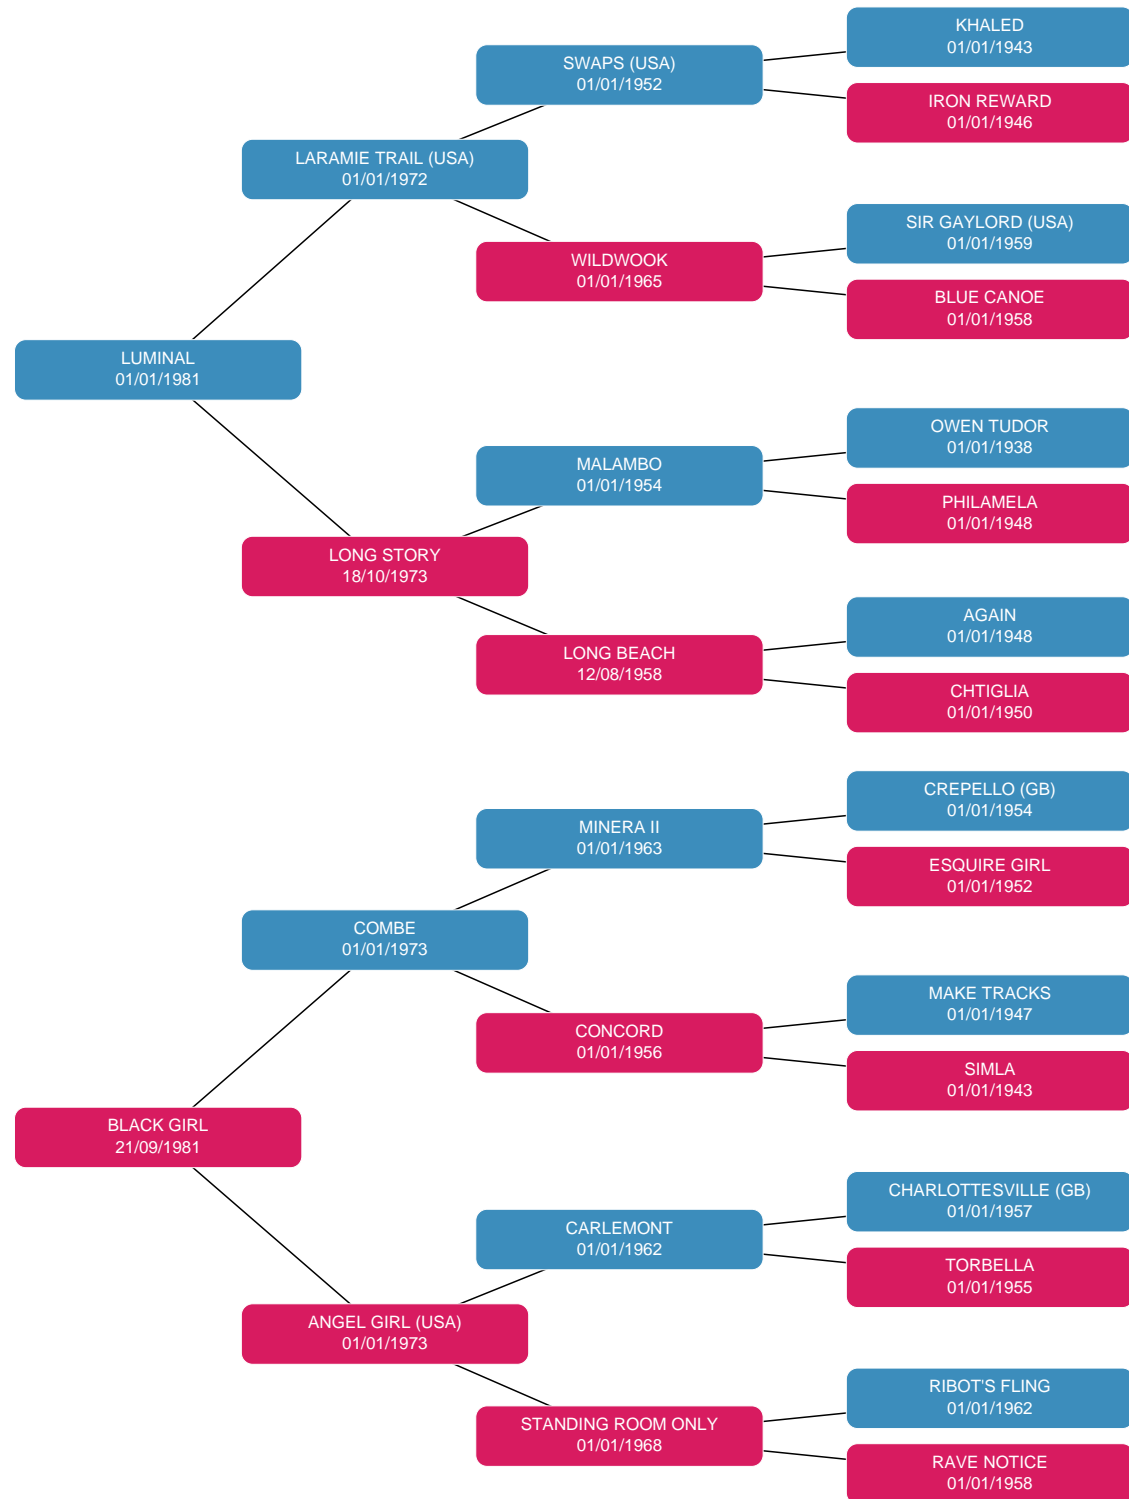 KHALED
01/01/1943
SWAPS (USA)
01/01/1952
IRON REWARD
01/01/1946
LARAMIE TRAIL (USA)
01/01/1972
SIR GAYLORD (USA)
01/01/1959
WILDWOOK
01/01/1965
BLUE CANOE
01/01/1958
LUMINAL
01/01/1981
OWEN TUDOR
01/01/1938
MALAMBO
01/01/1954
PHILAMELA
01/01/1948
LONG STORY
18/10/1973
AGAIN
01/01/1948
LONG BEACH
12/08/1958
CHTIGLIA
01/01/1950
CREPELLO (GB)
01/01/1954
MINERA II
01/01/1963
ESQUIRE GIRL
01/01/1952
COMBE
01/01/1973
MAKE TRACKS
01/01/1947
CONCORD
01/01/1956
SIMLA
01/01/1943
BLACK GIRL
21/09/1981
CHARLOTTESVILLE (GB)
01/01/1957
CARLEMONT
01/01/1962
TORBELLA
01/01/1955
ANGEL GIRL (USA)
01/01/1973
RIBOT'S FLING
01/01/1962
STANDING ROOM ONLY
01/01/1968
RAVE NOTICE
01/01/1958